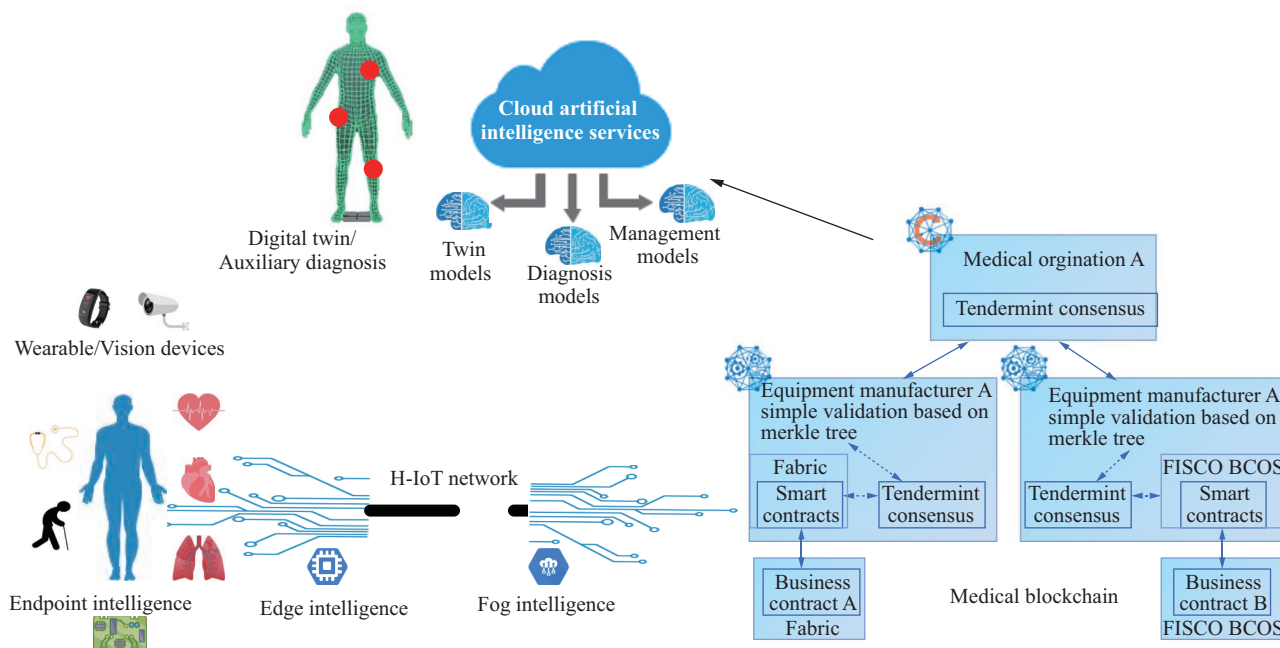 Cloud artificial
intelligence services
Digital twin/
Auxiliary diagnosis
Twin
models
Diagnosis
models
Management
models
Wearable/Vision devices
Endpoint intelligence
H-IoT network
Edge intelligence
Fog intelligence
Medical orgination A
Tendermint consensus
Equipment manufacturer A
simple validation based on
merkle tree
Fabric
Smart
contracts
Tendermint
consensus
Business
contract A
Fabric
Equipment manufacturer A
simple validation based on
merkle tree
Tendermint
consensus
FISCO BCOS
Smart
contracts
Business
contract B
FISCO BCOS
Medical blockchain